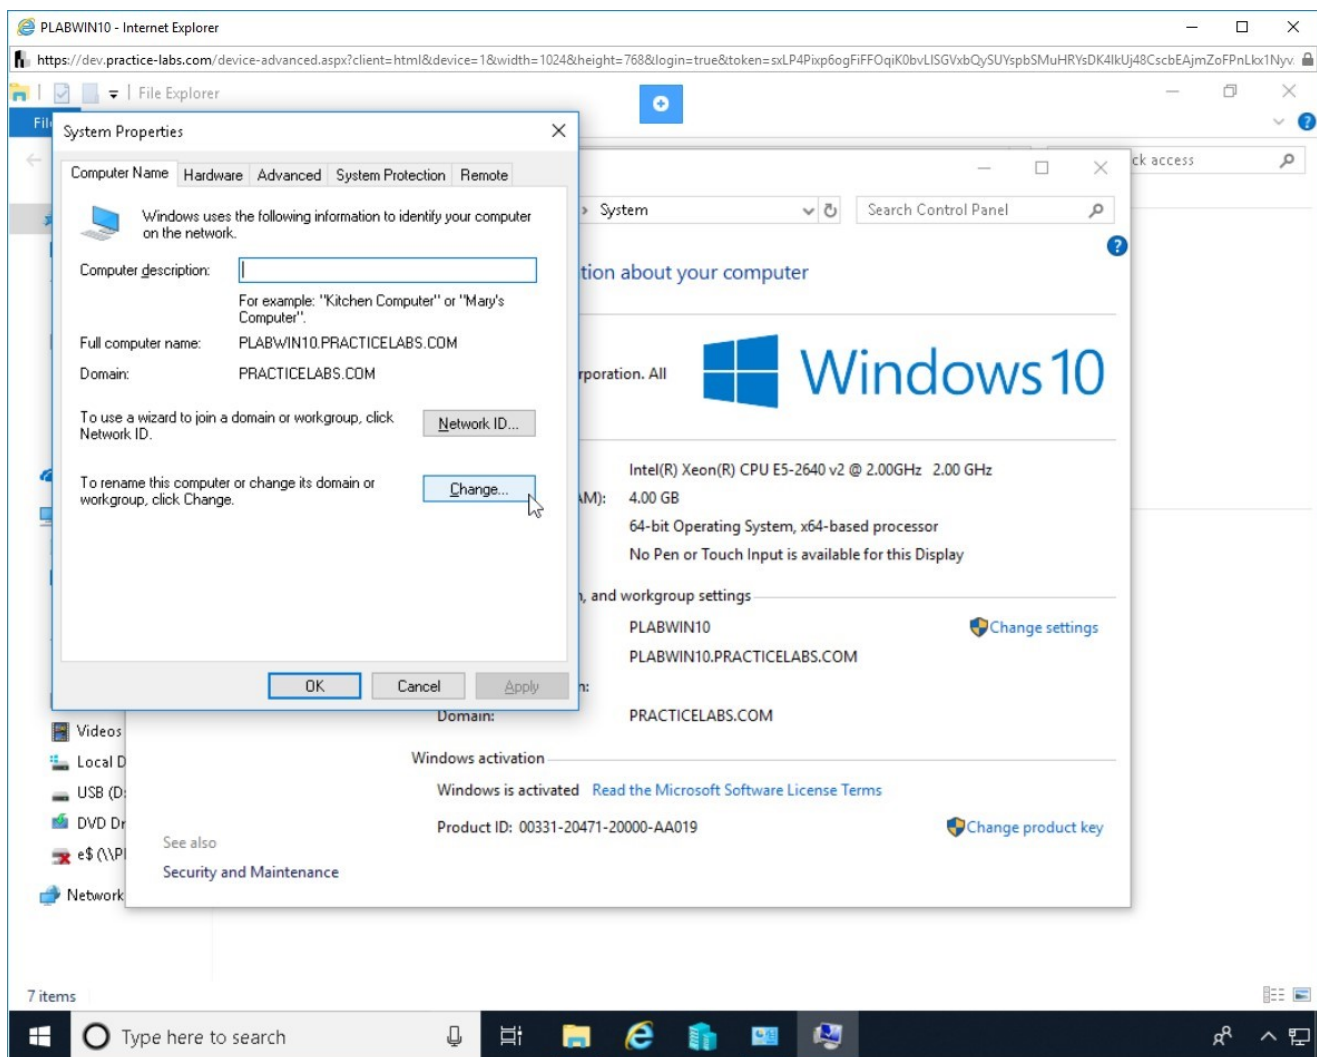 PLABWIN10 - Internet Explorer
https://dev.practice-labs.com/device-advanced.aspx?client=html&device=1&width=1024&height=768&login=true&token=sxLP4Pixp6ogFiFFOqiK0bvLISGVxbQySUYspbSMuHRYsDK4IkUj48CscbEAjmZoFPnLkx1Nyv
File Explorer
System Properties
ck access
Computer Name Hardware Advanced System Protection Remote
Windows uses the following information to identify your computer
on the network.
Computer description:
For example: "Kitchen Computer" or "Mary's
Computer".
Full computer name: PLABWIN10.PRACTICELABS.COM
Domain: PRACTICELABS.COM
To use a wizard to join a domain or workgroup, click
Network ID.
Network ID...
To rename this computer or change its domain or
workgroup, click Change.
Change...
OK Cancel Apply
> System
Search Control Panel
tion about your computer
rporation. All
Windows 10
Intel(R) Xeon(R) CPU E5-2640 v2 @ 2.00GHz 2.00 GHz
AM): 4.00 GB
64-bit Operating System, x64-based processor
No Pen or Touch Input is available for this Display
n, and workgroup settings
PLABWIN10
Change settings
PLABWIN10.PRACTICELABS.COM
n:
Domain: PRACTICELABS.COM
Windows activation
Windows is activated Read the Microsoft Software License Terms
Product ID: 00331-20471-20000-AA019
Change product key
See also
Security and Maintenance
Videos
Local D
USB (D:
DVD Dr
e$ (\\Pl
Network
7 items
Type here to search